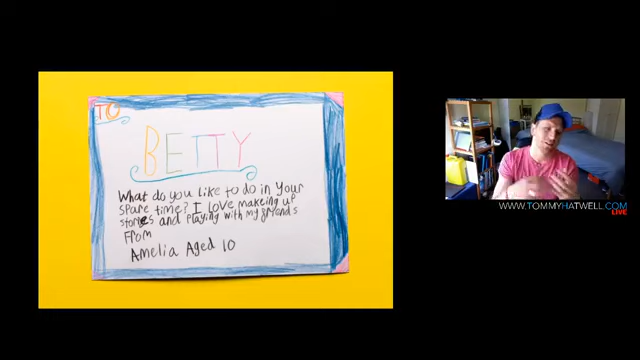 TO
BETTY
What do you like to do in your
spare time? I love making up
stories and playing with my friends
From
Amelia Aged 10
WWW.TOMMYHATWELL.COM
LIVE